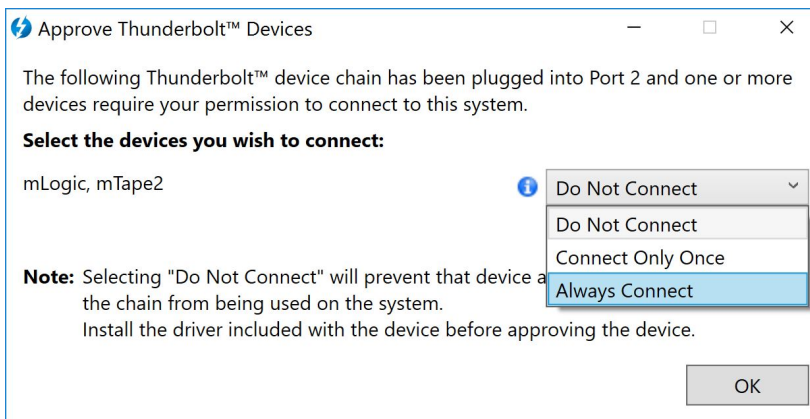 Approve Thunderbolt™ Devices
The following Thunderbolt™ device chain has been plugged into Port 2 and one or more
devices require your permission to connect to this system.
Select the devices you wish to connect:
mLogic, mTape2
Do Not Connect
Do Not Connect
Connect Only Once
Always Connect
Note: Selecting "Do Not Connect" will prevent that device a
the chain from being used on the system.
Install the driver included with the device before approving the device.
OK